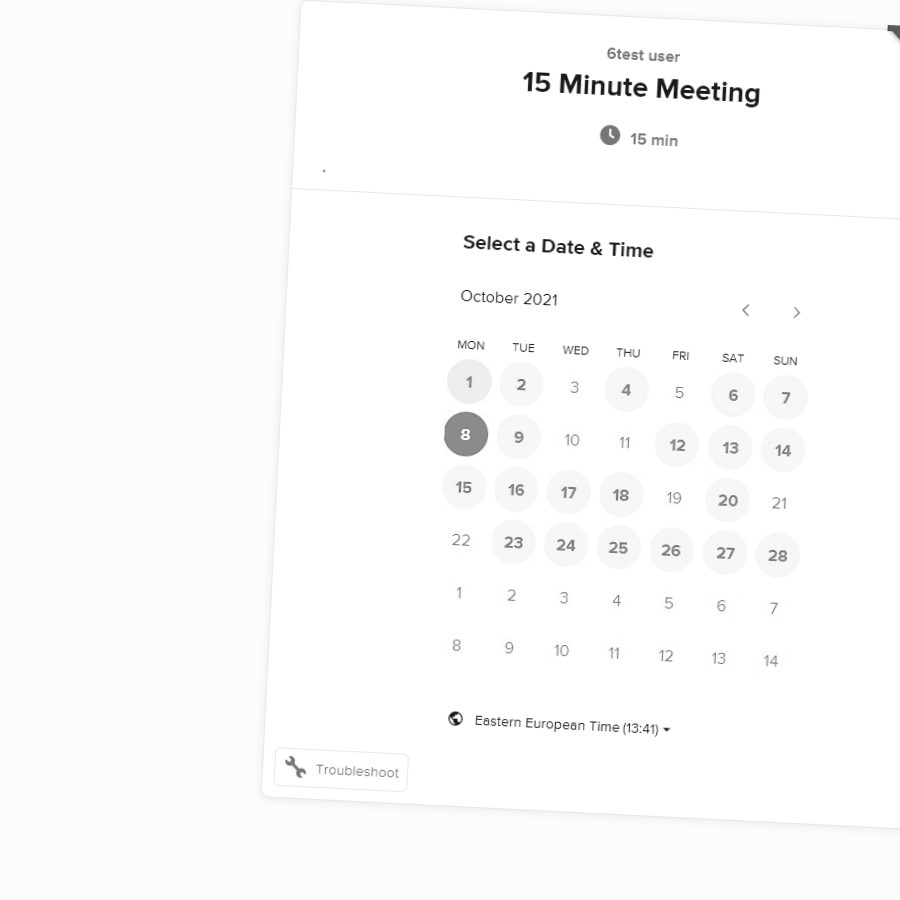 6test user
15 Minute Meeting
15 min
Select a Date & Time
October 2021
MON TUE WED THU FRI SAT SUN
1 2 3 4 5 6 7
8 9 10 11 12 13 14
15 16 17 18 19 20 21
22 23 24 25 26 27 28
1 2 3 4 5 6 7
8 9 10 11 12 13 14
Eastern European Time (13:41)
Troubleshoot